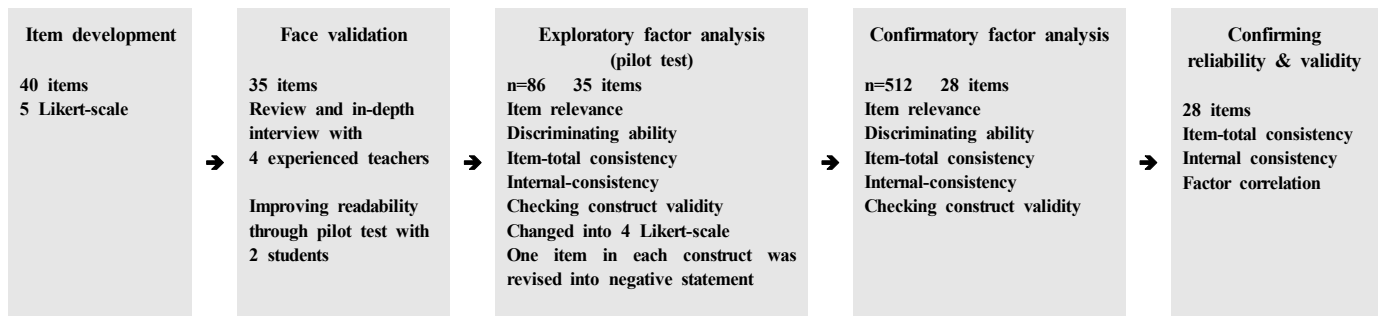 Item development
40 items
5 Likert-scale
➔
Face validation
35 items
Review and in-depth
interview with
4 experienced teachers
Improving readability
through pilot test with
2 students
➔
Exploratory factor analysis
(pilot test)
n=86 35 items
Item relevance
Discriminating ability
Item-total consistency
Internal-consistency
Checking construct validity
Changed into 4 Likert-scale
One item in each construct was
revised into negative statement
➔
Confirmatory factor analysis
n=512 28 items
Item relevance
Discriminating ability
Item-total consistency
Internal-consistency
Checking construct validity
➔
Confirming
reliability & validity
28 items
Item-total consistency
Internal consistency
Factor correlation